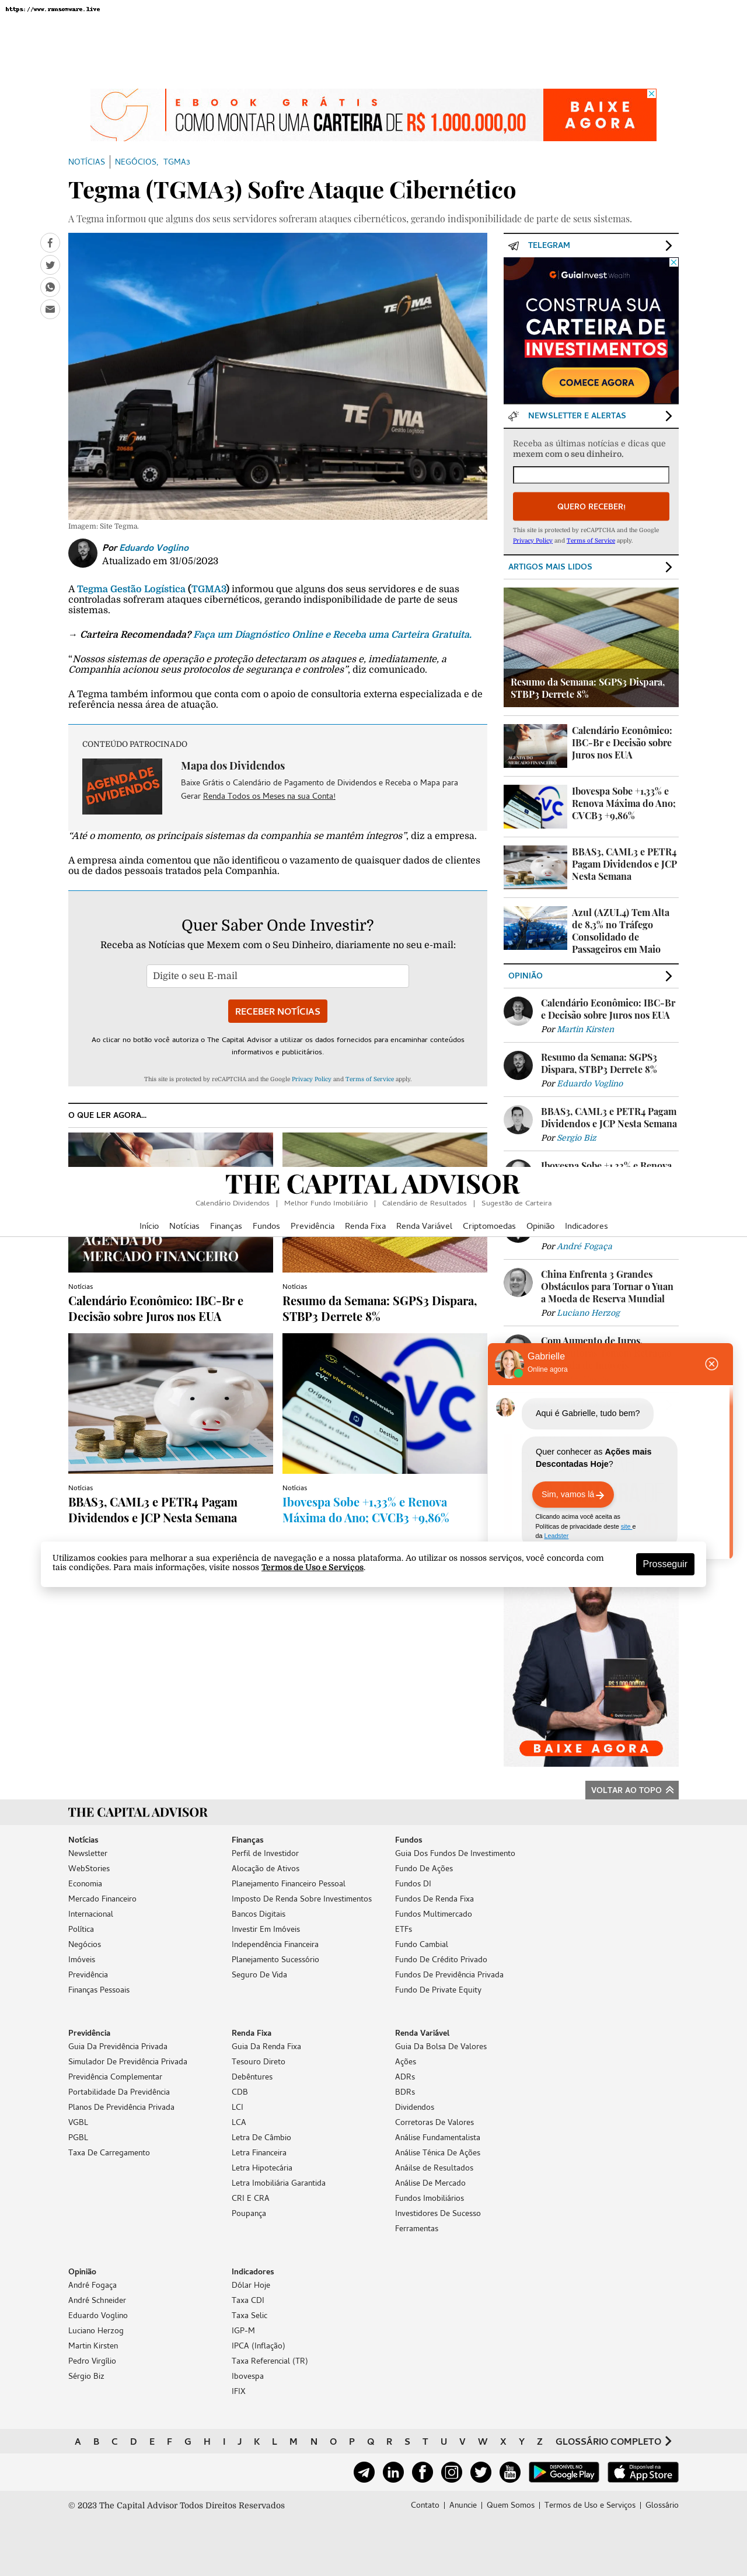 https://www.ransomware.live
EBOOK GRÁTIS
COMO MONTAR UMA CARTEIRA DE R$ 1.000.000,00
BAIXE
AGORA
NOTÍCIAS | NEGÓCIOS, TGMA3
Tegma (TGMA3) Sofre Ataque Cibernético
A Tegma informou que alguns dos seus servidores sofreram ataques cibernéticos, gerando indisponibilidade de parte de seus sistemas.
TEGMA
TEGMA
Gestão Logística
TEGMA
Imagem: Site Tegma.
Por Eduardo Voglino
Atualizado em 31/05/2023
A Tegma Gestão Logística (TGMA3) informou que alguns dos seus servidores e de suas
controladas sofreram ataques cibernéticos, gerando indisponibilidade de parte de seus
sistemas.
→ Carteira Recomendada? Faça um Diagnóstico Online e Receba uma Carteira Gratuita.
“Nossos sistemas de operação e proteção detectaram os ataques e, imediatamente, a
Companhia acionou seus protocolos de segurança e controles”, diz comunicado.
A Tegma também informou que conta com o apoio de consultoria externa especializada e de
referência nessa área de atuação.
CONTEÚDO PATROCINADO
AGENDA DE
DIVIDENDOS
Mapa dos Dividendos
Baixe Grátis o Calendário de Pagamento de Dividendos e Receba o Mapa para
Gerar Renda Todos os Meses na sua Conta!
“Até o momento, os principais sistemas da companhia se mantêm íntegros”, diz a empresa.
A empresa ainda comentou que não identificou o vazamento de quaisquer dados de clientes
ou de dados pessoais tratados pela Companhia.
Quer Saber Onde Investir?
Receba as Notícias que Mexem com o Seu Dinheiro, diariamente no seu e-mail:
Digite o seu E-mail
RECEBER NOTÍCIAS
Ao clicar no botão você autoriza o The Capital Advisor a utilizar os dados fornecidos para encaminhar conteúdos
informativos e publicitários.
This site is protected by reCAPTCHA and the Google Privacy Policy and Terms of Service apply.
O QUE LER AGORA...
TELEGRAM
GuiaInvest Wealth
CONSTRUA SUA
CARTEIRA DE
INVESTIMENTOS
COMECE AGORA
NEWSLETTER E ALERTAS
Receba as últimas notícias e dicas que
mexem com o seu dinheiro.
QUERO RECEBER!
This site is protected by reCAPTCHA and the Google
Privacy Policy and Terms of Service apply.
ARTIGOS MAIS LIDOS
Resumo da Semana: SGPS3 Dispara,
STBP3 Derrete 8%
AGENDA DO
MERCADO FINANCEIRO
Calendário Econômico:
IBC-Br e Decisão sobre
Juros nos EUA
Ibovespa Sobe +1,33% e
Renova Máxima do Ano;
CVCB3 +9,86%
BBAS3, CAML3 e PETR4
Pagam Dividendos e JCP
Nesta Semana
Azul (AZUL4) Tem Alta
de 8,3% no Tráfego
Consolidado de
Passageiros em Maio
OPINIÃO
Calendário Econômico: IBC-Br
e Decisão sobre Juros nos EUA
Por Martin Kirsten
Resumo da Semana: SGPS3
Dispara, STBP3 Derrete 8%
Por Eduardo Voglino
BBAS3, CAML3 e PETR4 Pagam
Dividendos e JCP Nesta Semana
Por Sergio Biz
Ibovespa Sobe +1,33% e Renova
THE CAPITAL ADVISOR
Calendário Dividendos | Melhor Fundo Imobiliário | Calendário de Resultados | Sugestão de Carteira
Início Notícias Finanças Fundos Previdência Renda Fixa Renda Variável Criptomoedas Opinião Indicadores
Por André Fogaça
AGENDA DO
MERCADO FINANCEIRO
Notícias
Calendário Econômico: IBC-Br e
Decisão sobre Juros nos EUA
Notícias
Resumo da Semana: SGPS3 Dispara,
STBP3 Derrete 8%
China Enfrenta 3 Grandes
Obstáculos para Tornar o Yuan
a Moeda de Reserva Mundial
Por Luciano Herzog
Com Aumento de Juros,
Notícias
BBAS3, CAML3 e PETR4 Pagam
Dividendos e JCP Nesta Semana
Origem
Destino
Notícias
Ibovespa Sobe +1,33% e Renova
Máxima do Ano; CVCB3 +9,86%
Gabrielle
Online agora
Aqui é Gabrielle, tudo bem?
Quer conhecer as Ações mais
Descontadas Hoje?
Sim, vamos lá
Clicando acima você aceita as
Políticas de privacidade deste site e
da Leadster
Utilizamos cookies para melhorar a sua experiência de navegação e a nossa plataforma. Ao utilizar os nossos serviços, você concorda com
tais condições. Para mais informações, visite nossos Termos de Uso e Serviços.
Prosseguir
BAIXE AGORA
VOLTAR AO TOPO
THE CAPITAL ADVISOR
Notícias
Newsletter
WebStories
Economia
Mercado Financeiro
Internacional
Política
Negócios
Imóveis
Previdência
Finanças Pessoais
Finanças
Perfil de Investidor
Alocação de Ativos
Planejamento Financeiro Pessoal
Imposto De Renda Sobre Investimentos
Bancos Digitais
Investir Em Imóveis
Independência Financeira
Planejamento Sucessório
Seguro De Vida
Fundos
Guia Dos Fundos De Investimento
Fundo De Ações
Fundos DI
Fundos De Renda Fixa
Fundos Multimercado
ETFs
Fundo Cambial
Fundo De Crédito Privado
Fundos De Previdência Privada
Fundo De Private Equity
Previdência
Guia Da Previdência Privada
Simulador De Previdência Privada
Previdência Complementar
Portabilidade Da Previdência
Planos De Previdência Privada
VGBL
PGBL
Taxa De Carregamento
Renda Fixa
Guia Da Renda Fixa
Tesouro Direto
Debêntures
CDB
LCI
LCA
Letra De Câmbio
Letra Financeira
Letra Hipotecária
Letra Imobiliária Garantida
CRI E CRA
Poupança
Renda Variável
Guia Da Bolsa De Valores
Ações
ADRs
BDRs
Dividendos
Corretoras De Valores
Análise Fundamentalista
Análise Ténica De Ações
Anáilse de Resultados
Análise De Mercado
Fundos Imobiliários
Investidores De Sucesso
Ferramentas
Opinião
André Fogaça
André Schneider
Eduardo Voglino
Luciano Herzog
Martin Kirsten
Pedro Virgílio
Sérgio Biz
Indicadores
Dólar Hoje
Taxa CDI
Taxa Selic
IGP-M
IPCA (Inflação)
Taxa Referencial (TR)
Ibovespa
IFIX
A B C D E F G H I J K L M N O P Q R S T U V W X Y Z GLOSSÁRIO COMPLETO
DISPONÍVEL NO
Google Play
Disponível na
App Store
© 2023 The Capital Advisor Todos Direitos Reservados
Contato | Anuncie | Quem Somos | Termos de Uso e Serviços | Glossário